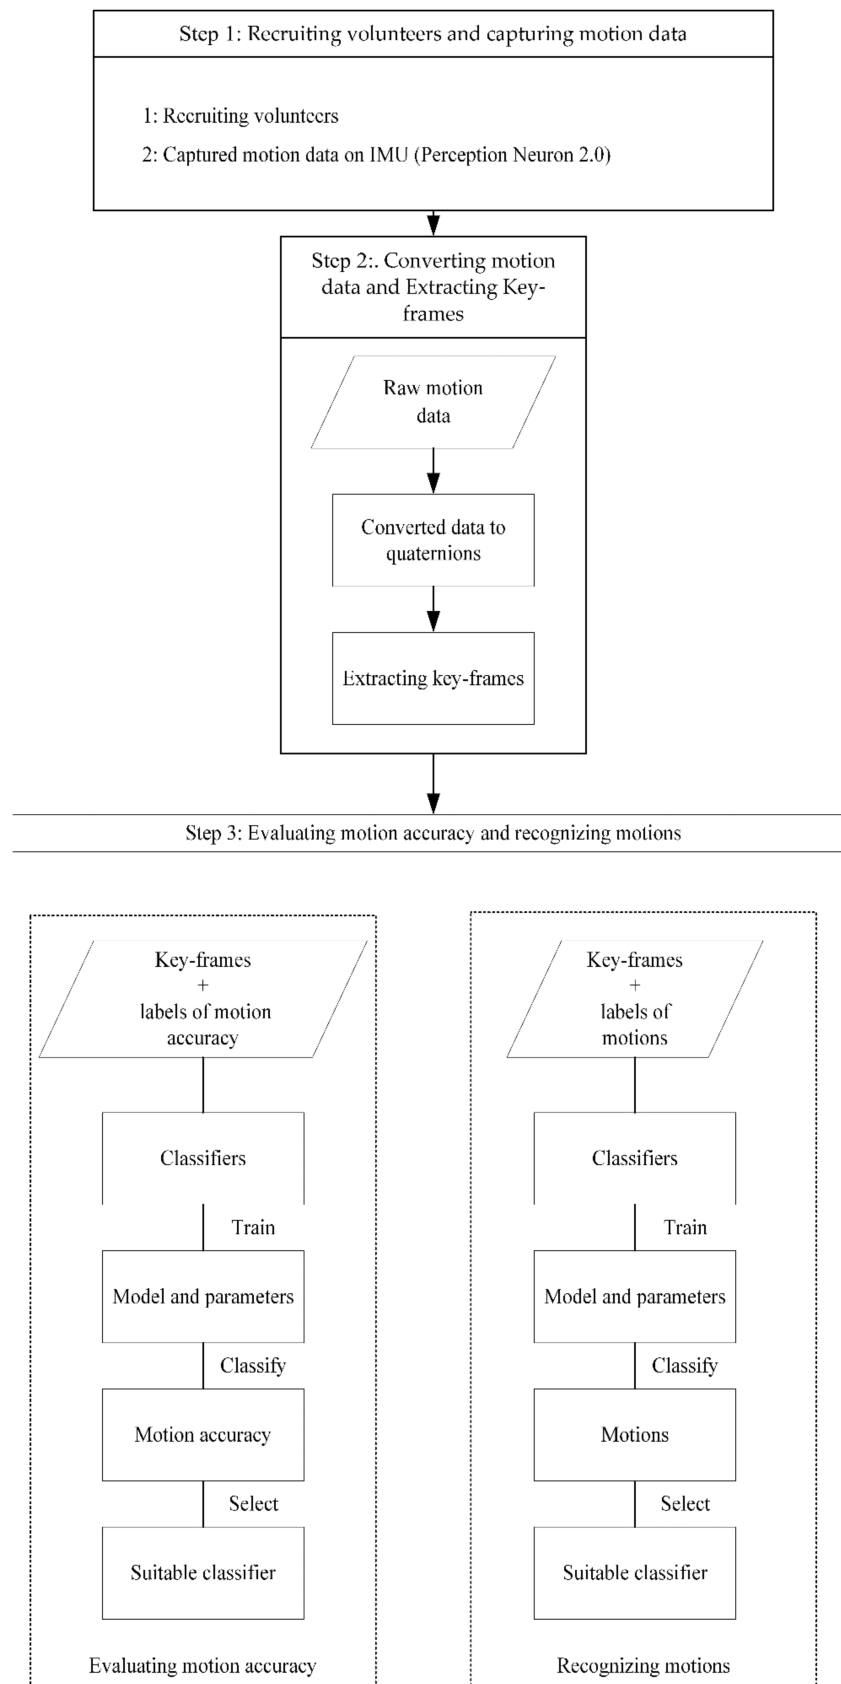 Step 1: Recruiting volunteers and capturing motion data
1: Recruiting volunteers
2: Captured motion data on IMU (Perception Neuron 2.0)
Step 2:. Converting motion
data and Extracting Key-
frames
Raw motion
data
Converted data to
quaternions
Extracting key-frames
Step 3: Evaluating motion accuracy and recognizing motions
Key-frames
+
labels of motion
accuracy
Classifiers
Train
Model and parameters
Classify
Motion accuracy
Select
Suitable classifier
Evaluating motion accuracy
Key-frames
+
labels of
motions
Classifiers
Train
Model and parameters
Classify
Motions
Select
Suitable classifier
Recognizing motions